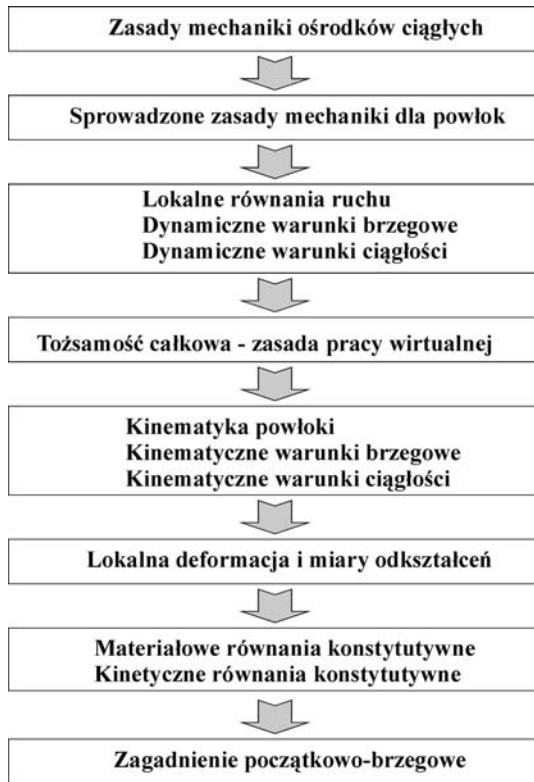 Zasady mechaniki ośrodków ciągłych
Sprowadzone zasady mechaniki dla powłok
Lokalne równania ruchu
Dynamiczne warunki brzegowe
Dynamiczne warunki ciągłości
Tożsamość całkowa - zasada pracy wirtualnej
Kinematyka powłoki
Kinematyczne warunki brzegowe
Kinematyczne warunki ciągłości
Lokalna deformacja i miary odkształceń
Materiałowe równania konstytutywne
Kinetyczne równania konstytutywne
Zagadnienie początkowo-brzegowe